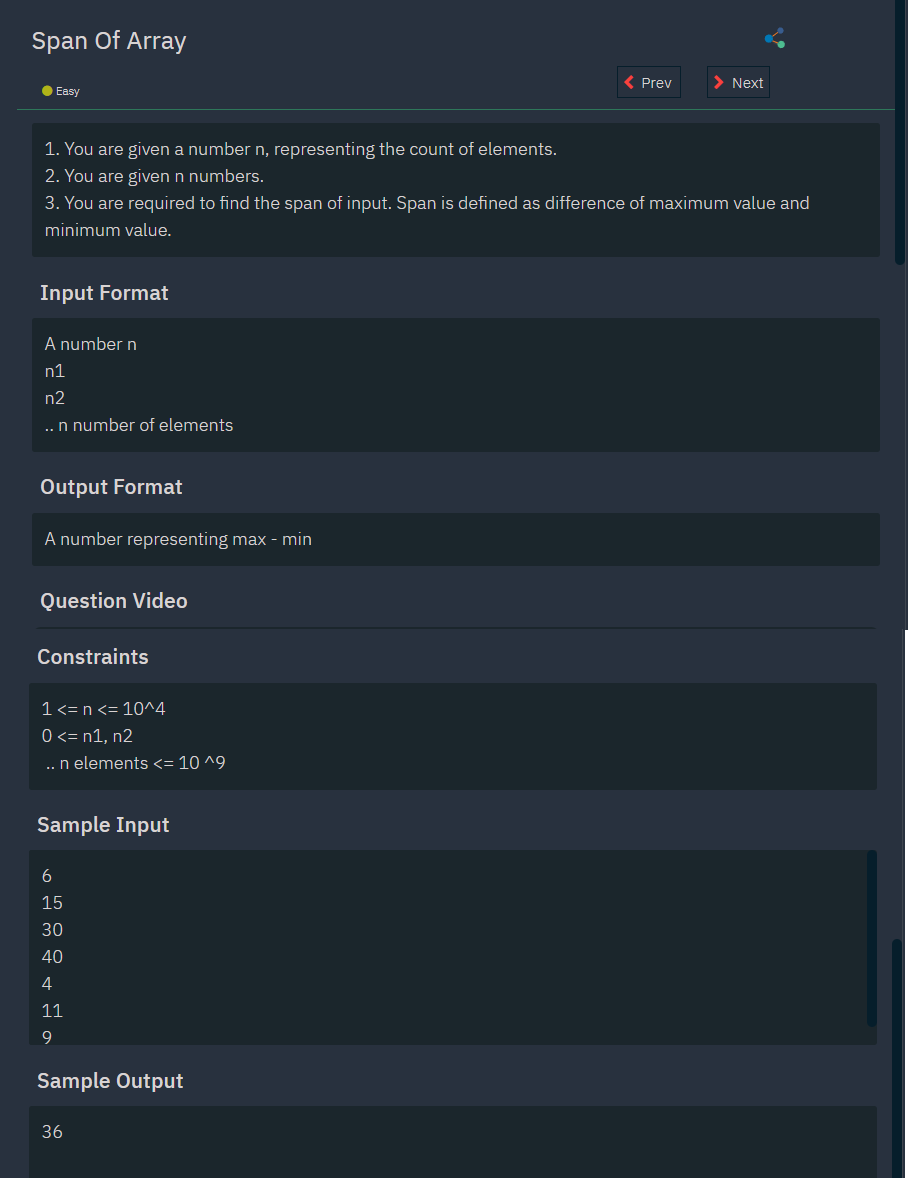 Span Of Array
Easy
Prev
Next
1. You are given a number n, representing the count of elements.
2. You are given n numbers.
3. You are required to find the span of input. Span is defined as difference of maximum value and
minimum value.
Input Format
A number n
n1
n2
.. n number of elements
Output Format
A number representing max - min
Question Video
Constraints
1 <= n <= 10^4
0 <= n1, n2
.. n elements <= 10 ^9
Sample Input
6
15
30
40
4
11
9
Sample Output
36